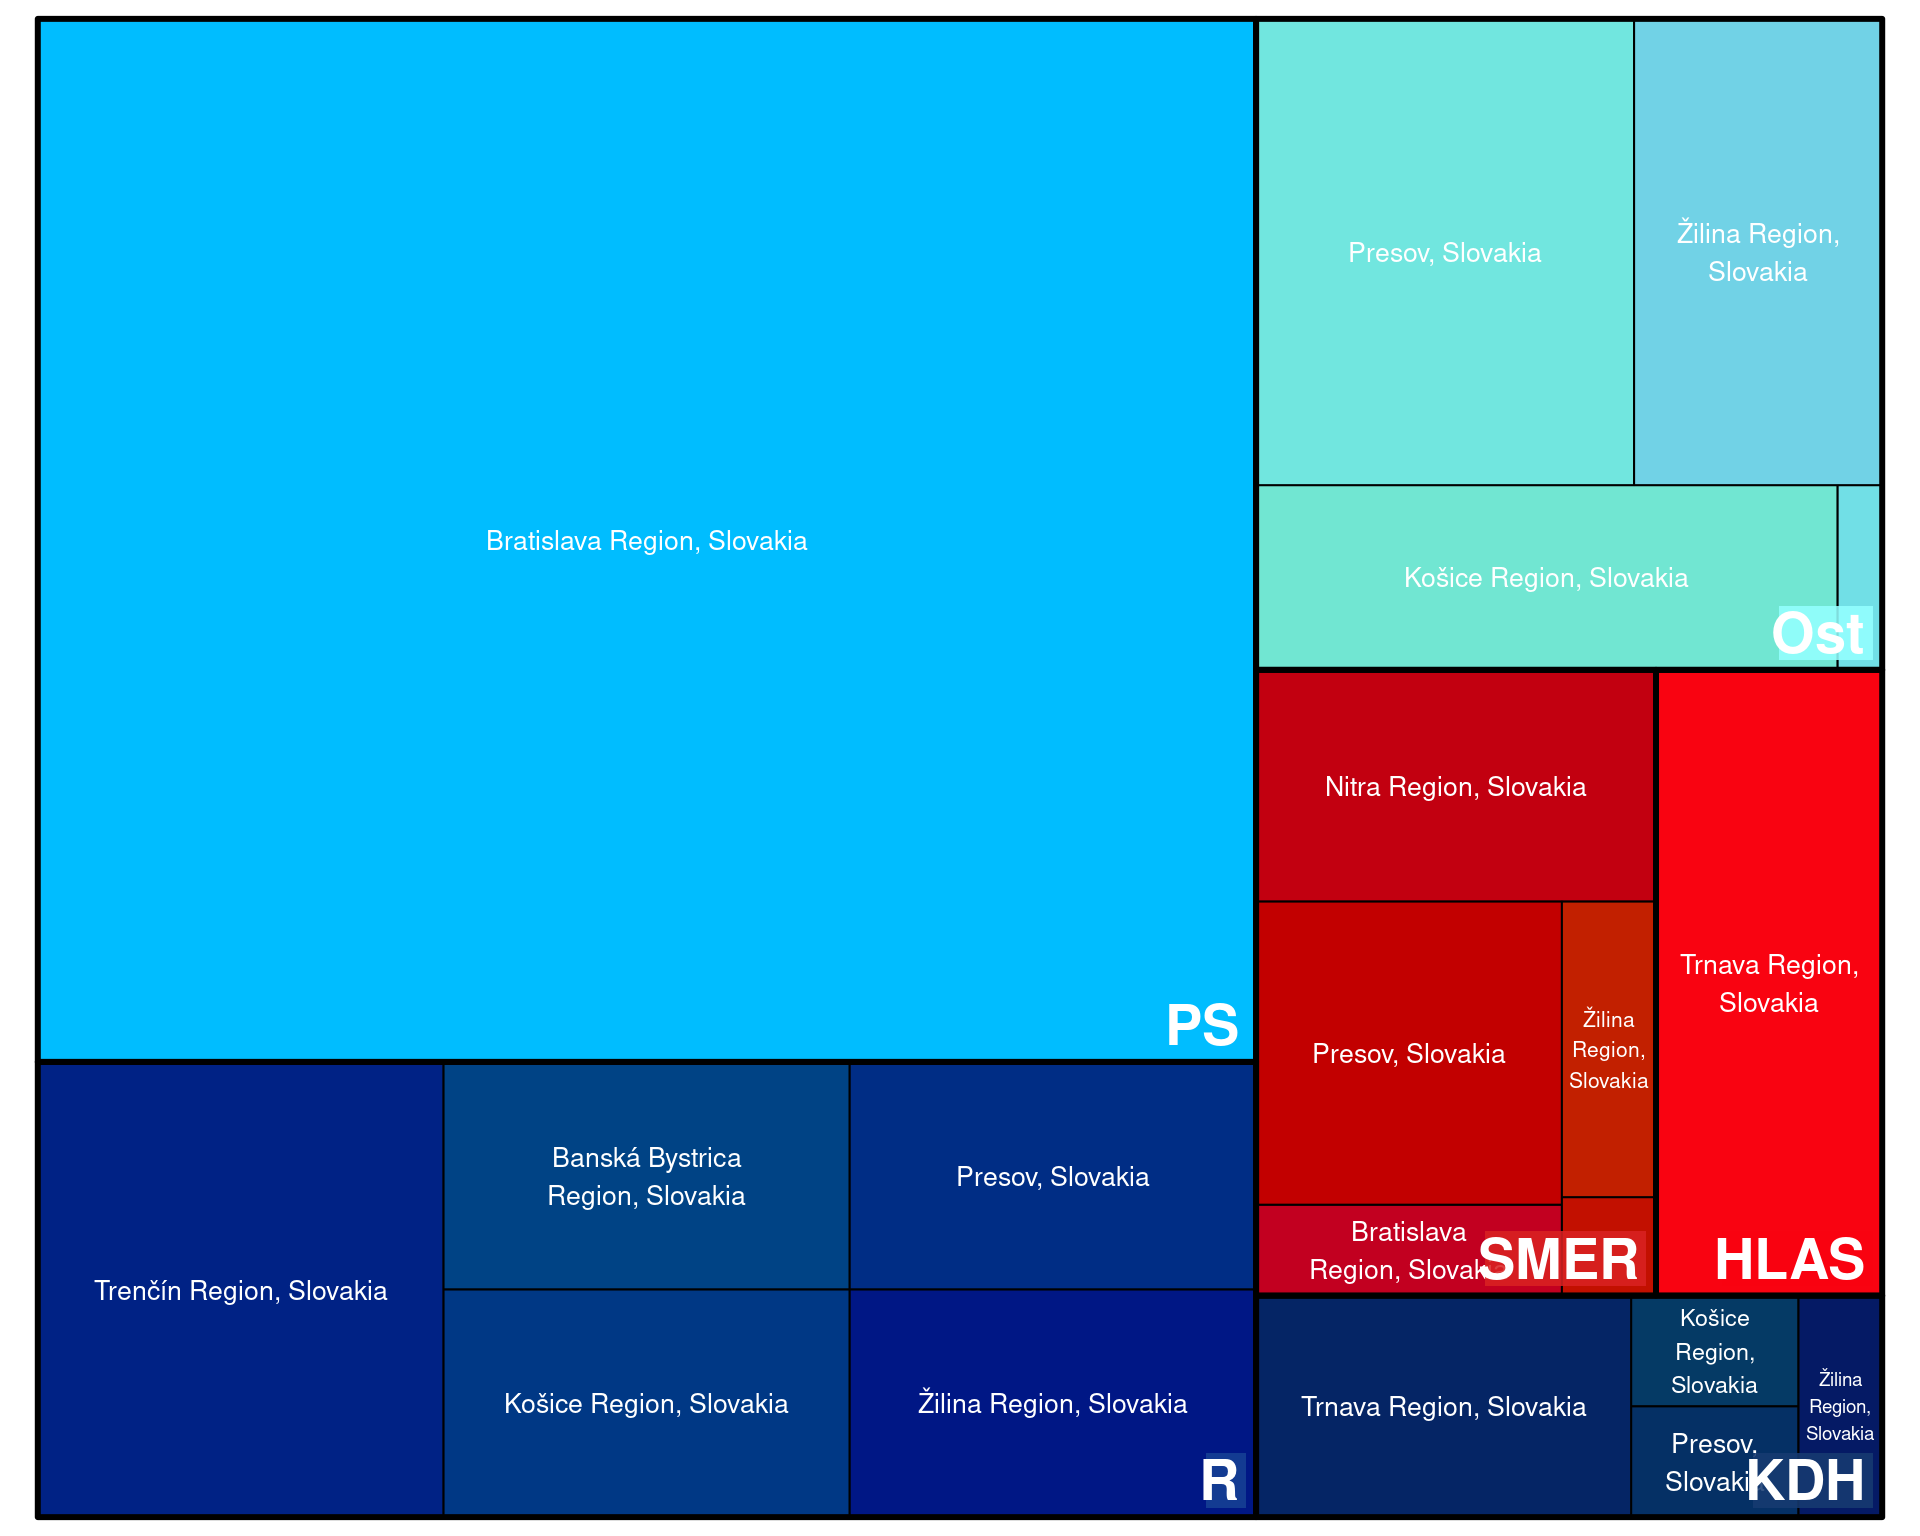 Bratislava Region, Slovakia
PS
Presov, Slovakia
Žilina Region,
Slovakia
Košice Region, Slovakia
Ost
Nitra Region, Slovakia
Presov, Slovakia
Žilina
Region,
Slovakia
Bratislava
Region, Slovakia
SMER
Trnava Region,
Slovakia
HLAS
Trenčín Region, Slovakia
Banská Bystrica
Region, Slovakia
Presov, Slovakia
Košice Region, Slovakia
Žilina Region, Slovakia
R
Trnava Region, Slovakia
Košice
Region,
Slovakia
Presov,
Slovakia
Žilina
Region,
Slovakia
KDH